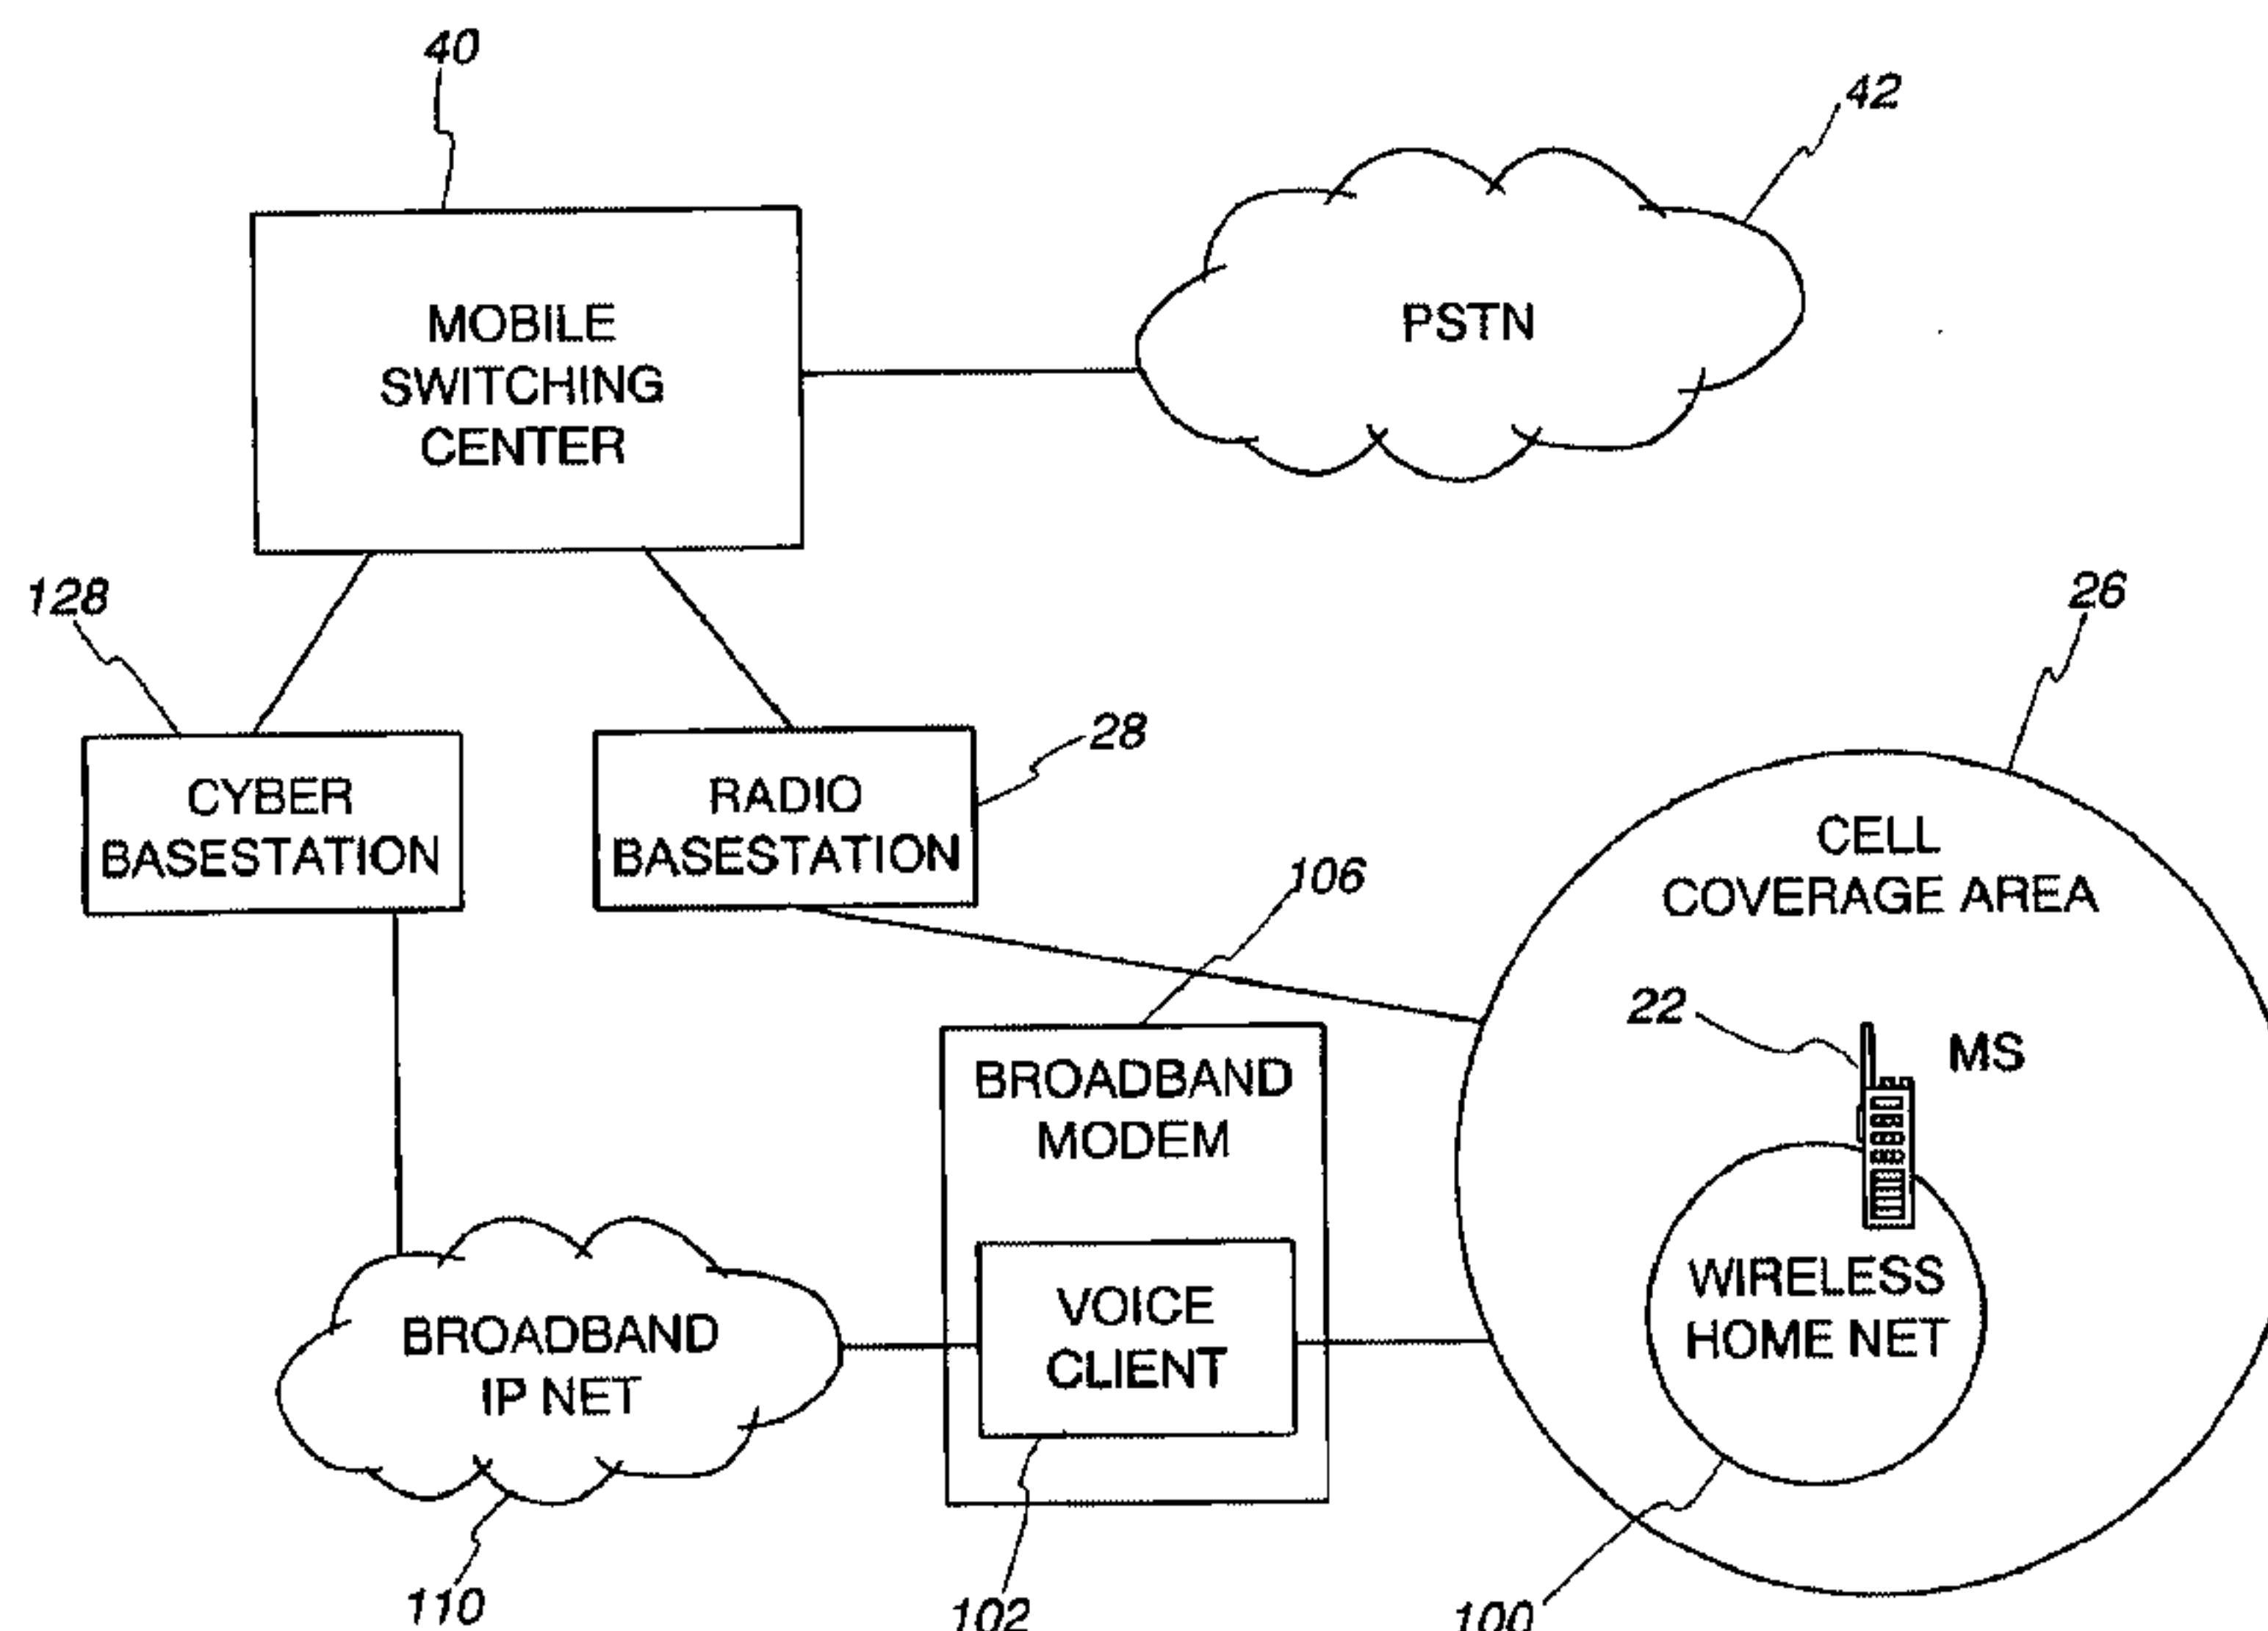 40
42
MOBILE
SWITCHING
CENTER
PSTN
128
28
26
CYBER
BASESTATION
RADIO
BASESTATION
CELL
COVERAGE AREA
106
22
MS
BROADBAND
MODEM
VOICE
CLIENT
WIRELESS
HOME NET
BROADBAND
IP NET
110
102
100